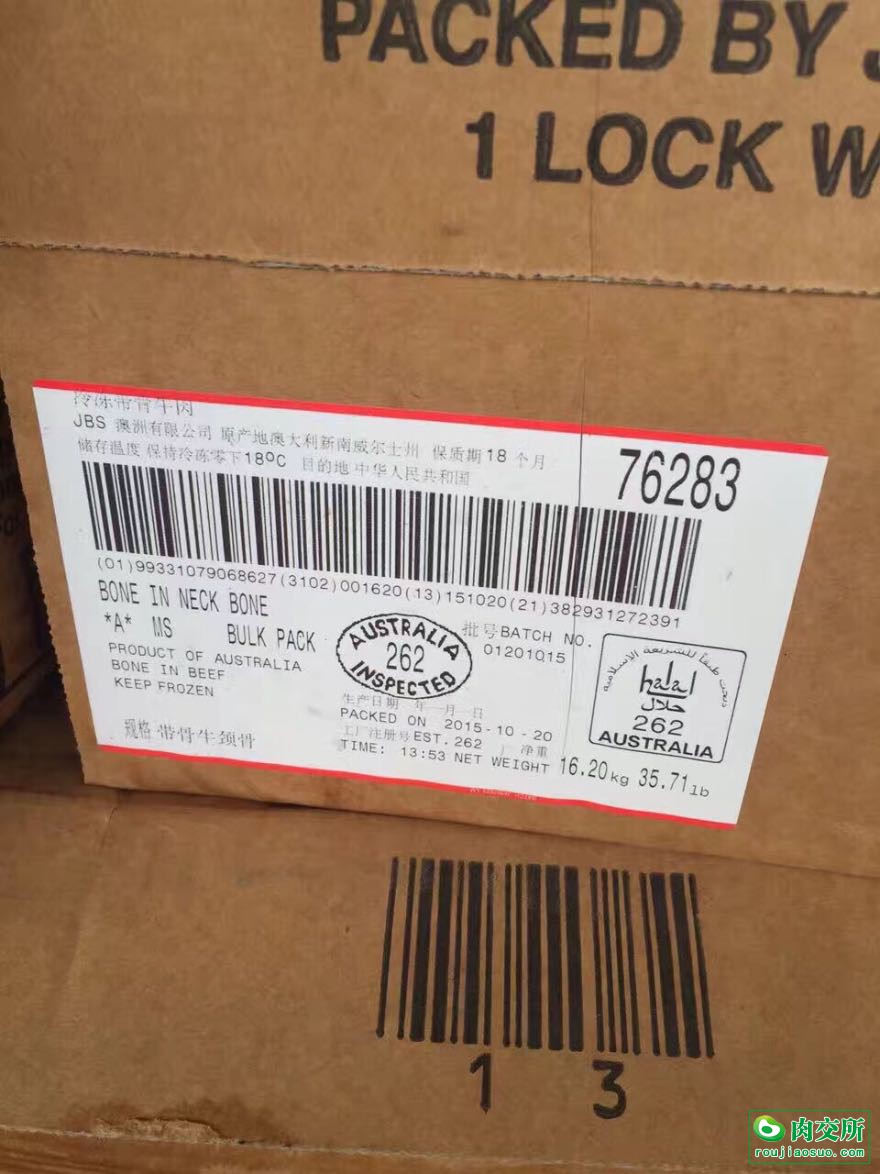 PACKED BY
1 LOCK W
冷冻带骨牛肉
JBS 澳洲有限公司 原产地澳大利新南威尔士州 保质期18个月
储存温度 保持冷冻零下18ºC 目的地 中华人民共和国
76283
(01)99331079068627(3102)001620(13)151020(21)382931272391
BONE IN NECK BONE
*A* MS BULK PACK
PRODUCT OF AUSTRALIA
BONE IN BEEF
KEEP FROZEN
规格 带骨牛颈骨
AUSTRALIA
262
INSPECTED
批号BATCH NO.
01201015
生产日期 年 月 日
PACKED ON 2015-10-20
工厂注册号EST. 262
TIME: 13:53 NET WEIGHT 净重 16.20kg 35.71lb
ذبحت طبقا للشريعة الإسلامية
halal
حلال
262
AUSTRALIA
1 3
肉交所
roujiaosuo.com